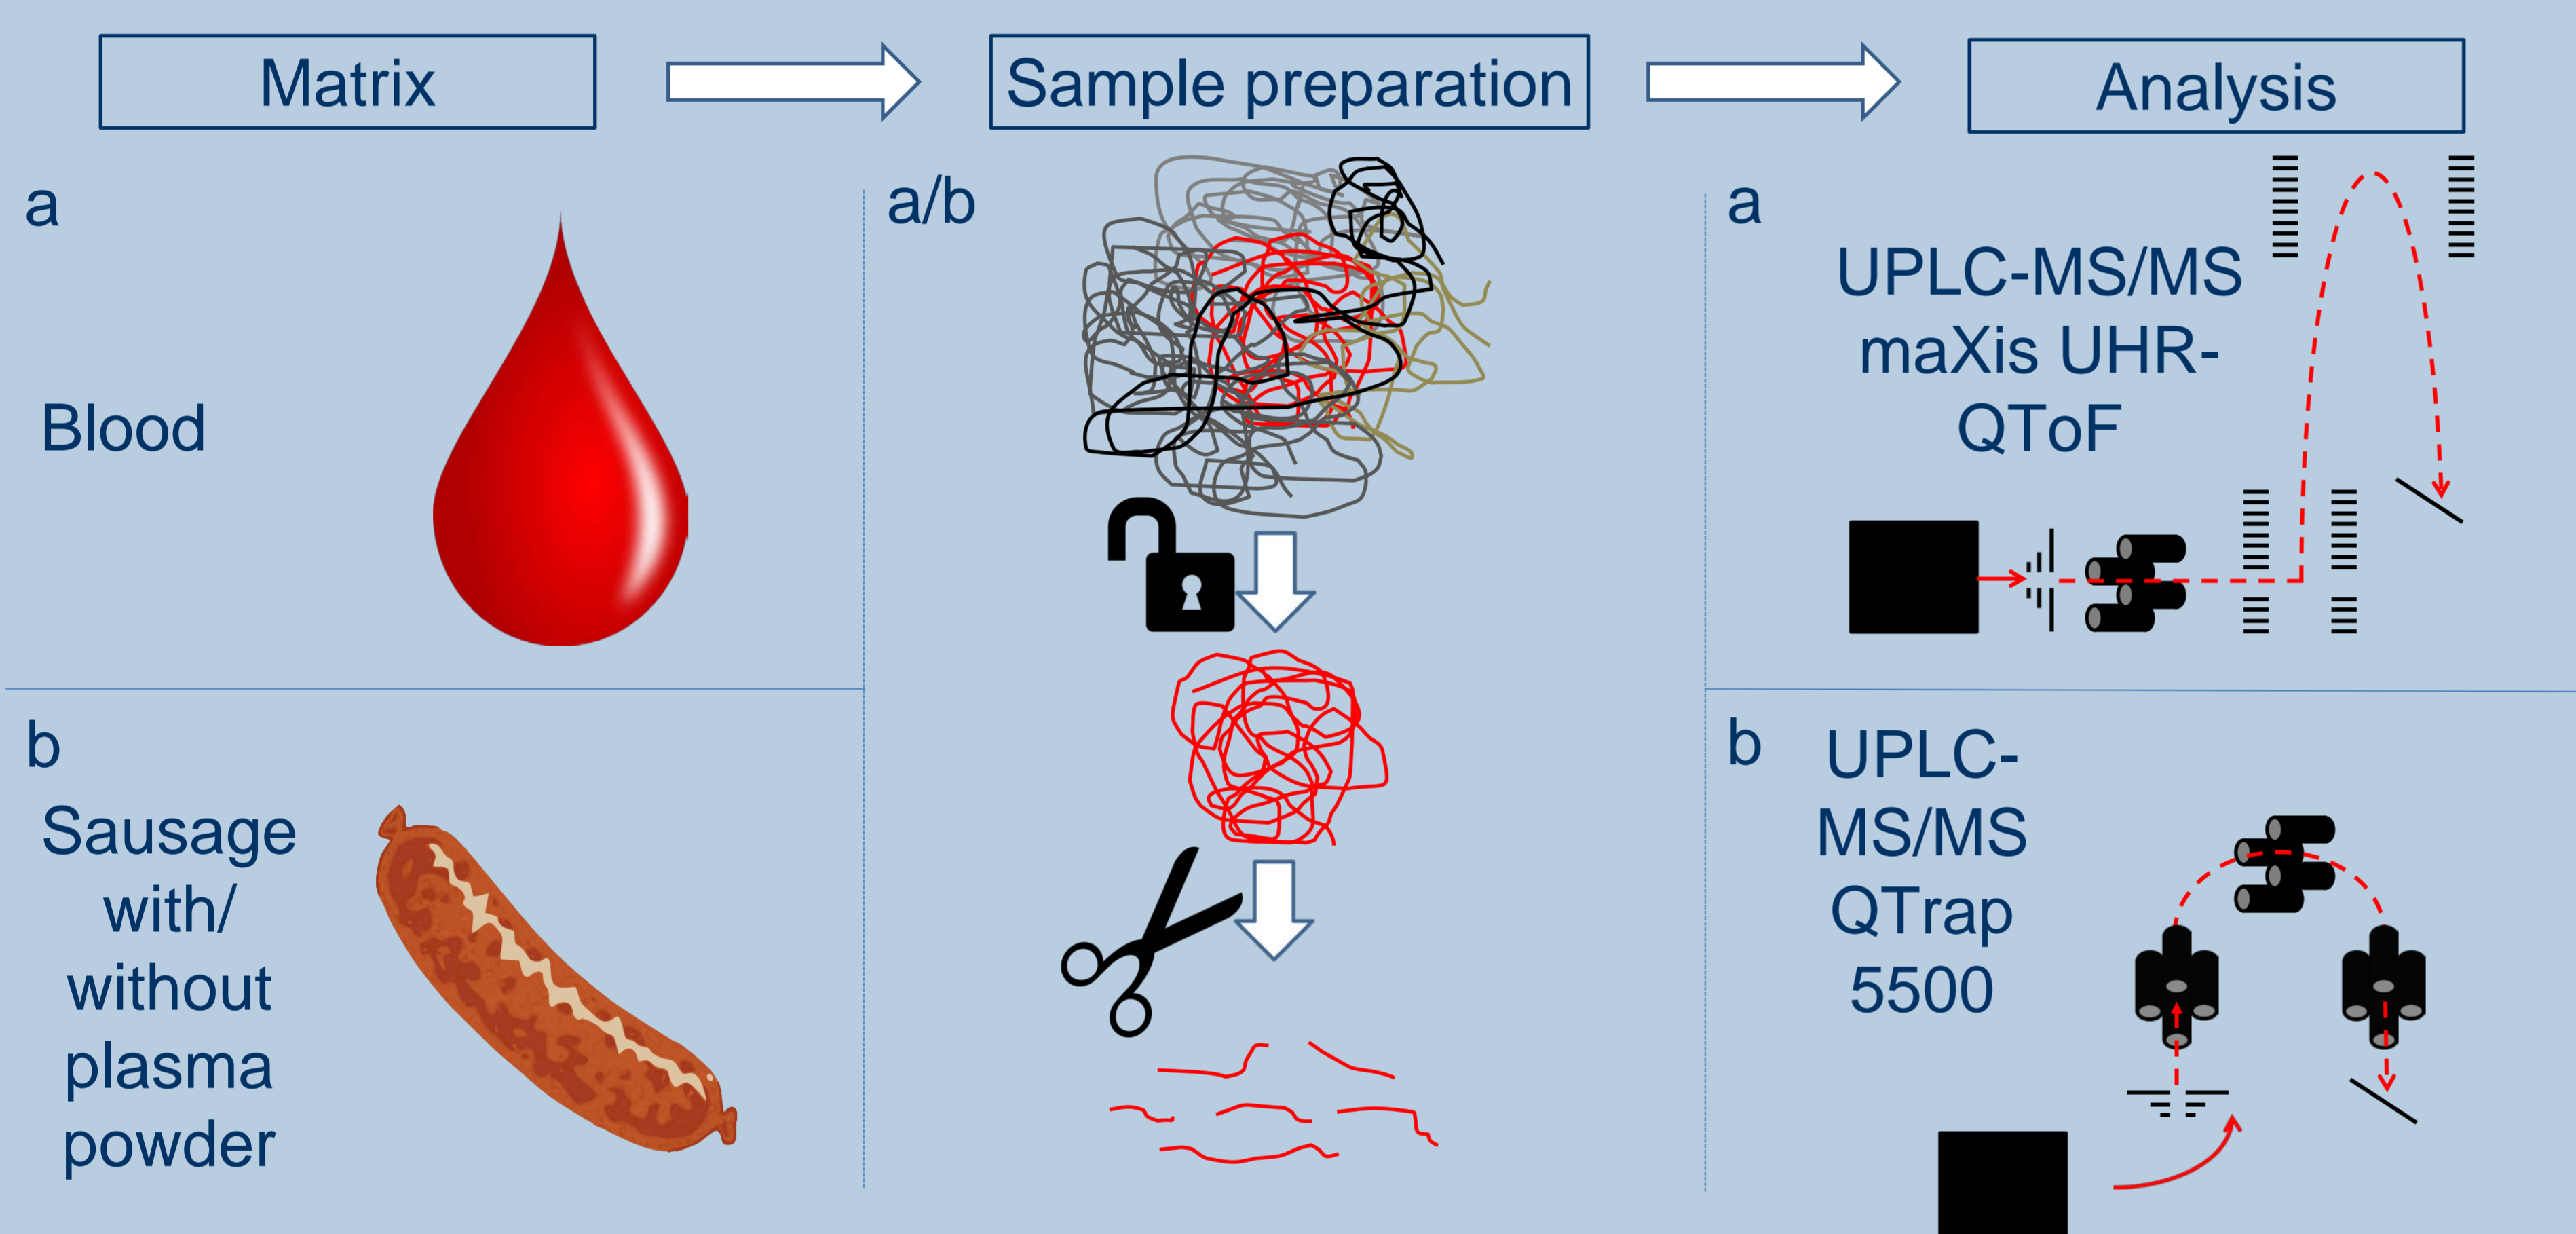 Matrix
Sample preparation
Analysis
a
Blood
b
Sausage
with/
without
plasma
powder
a/b
a
UPLC-MS/MS
maXis UHR-
QToF
b
UPLC-
MS/MS
QTrap
5500